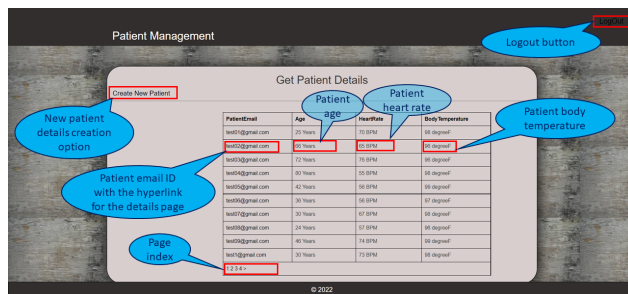 LogOut
Patient Management
Logout button
Get Patient Details
Create New Patient
Patient
age
Patient
heart rate
New patient
details creation
option
Patient body
temperature
PatientEmail Age HeartRate BodyTemperature
test01@gmail.com 25 Years 70 BPM 98 degreeF
test02@gmail.com 66 Years 65 BPM 96 degreeF
test03@gmail.com 72 Years 76 BPM 96 degreeF
test04@gmail.com 80 Years 55 BPM 98 degreeF
test05@gmail.com 42 Years 56 BPM 99 degreeF
test06@gmail.com 36 Years 56 BPM 97 degreeF
test07@gmail.com 30 Years 67 BPM 98 degreeF
test08@gmail.com 24 Years 57 BPM 96 degreeF
test09@gmail.com 46 Years 74 BPM 99 degreeF
test1@gmail.com 30 Years 73 BPM 98 degreeF
Patient email ID
with the hyperlink
for the details page
Page
index
1 2 3 4 >
© 2022